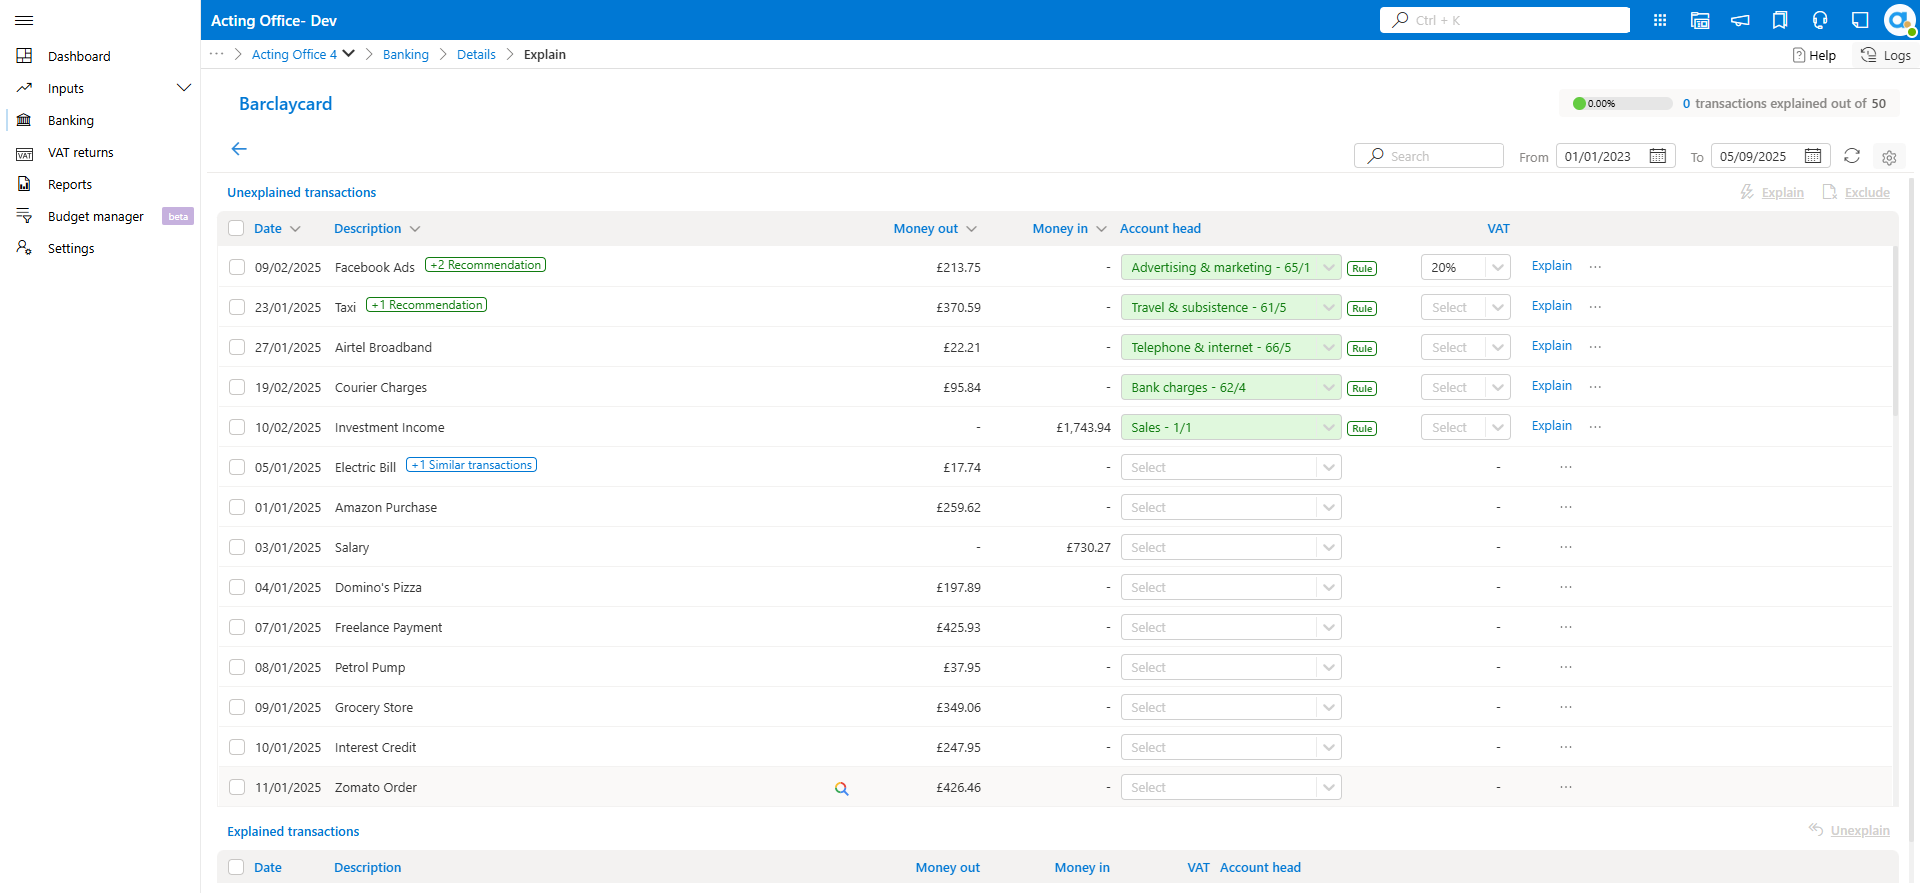 Acting Office- Dev
Ctrl + K
Dashboard
Inputs
Banking
VAT returns
Reports
Budget manager beta
Settings
··· Acting Office 4 Banking Details Explain
Help Logs
Barclaycard
0.00% 0 transactions explained out of 50
Search From 01/01/2023 To 05/09/2025
Unexplained transactions Explain Exclude
Date Description Money out Money in Account head VAT
09/02/2025 Facebook Ads +2 Recommendation £213.75 - Advertising & marketing - 65/1 Rule 20% Explain ···
23/01/2025 Taxi +1 Recommendation £370.59 - Travel & subsistence - 61/5 Rule Select Explain ···
27/01/2025 Airtel Broadband £22.21 - Telephone & internet - 66/5 Rule Select Explain ···
19/02/2025 Courier Charges £95.84 - Bank charges - 62/4 Rule Select Explain ···
10/02/2025 Investment Income - £1,743.94 Sales - 1/1 Rule Select Explain ···
05/01/2025 Electric Bill +1 Similar transactions £17.74 - Select - ···
01/01/2025 Amazon Purchase £259.62 - Select - ···
03/01/2025 Salary - £730.27 Select - ···
04/01/2025 Domino's Pizza £197.89 - Select - ···
07/01/2025 Freelance Payment £425.93 - Select - ···
08/01/2025 Petrol Pump £37.95 - Select - ···
09/01/2025 Grocery Store £349.06 - Select - ···
10/01/2025 Interest Credit £247.95 - Select - ···
11/01/2025 Zomato Order £426.46 - Select - ···
Explained transactions Unexplain
Date Description Money out Money in VAT Account head